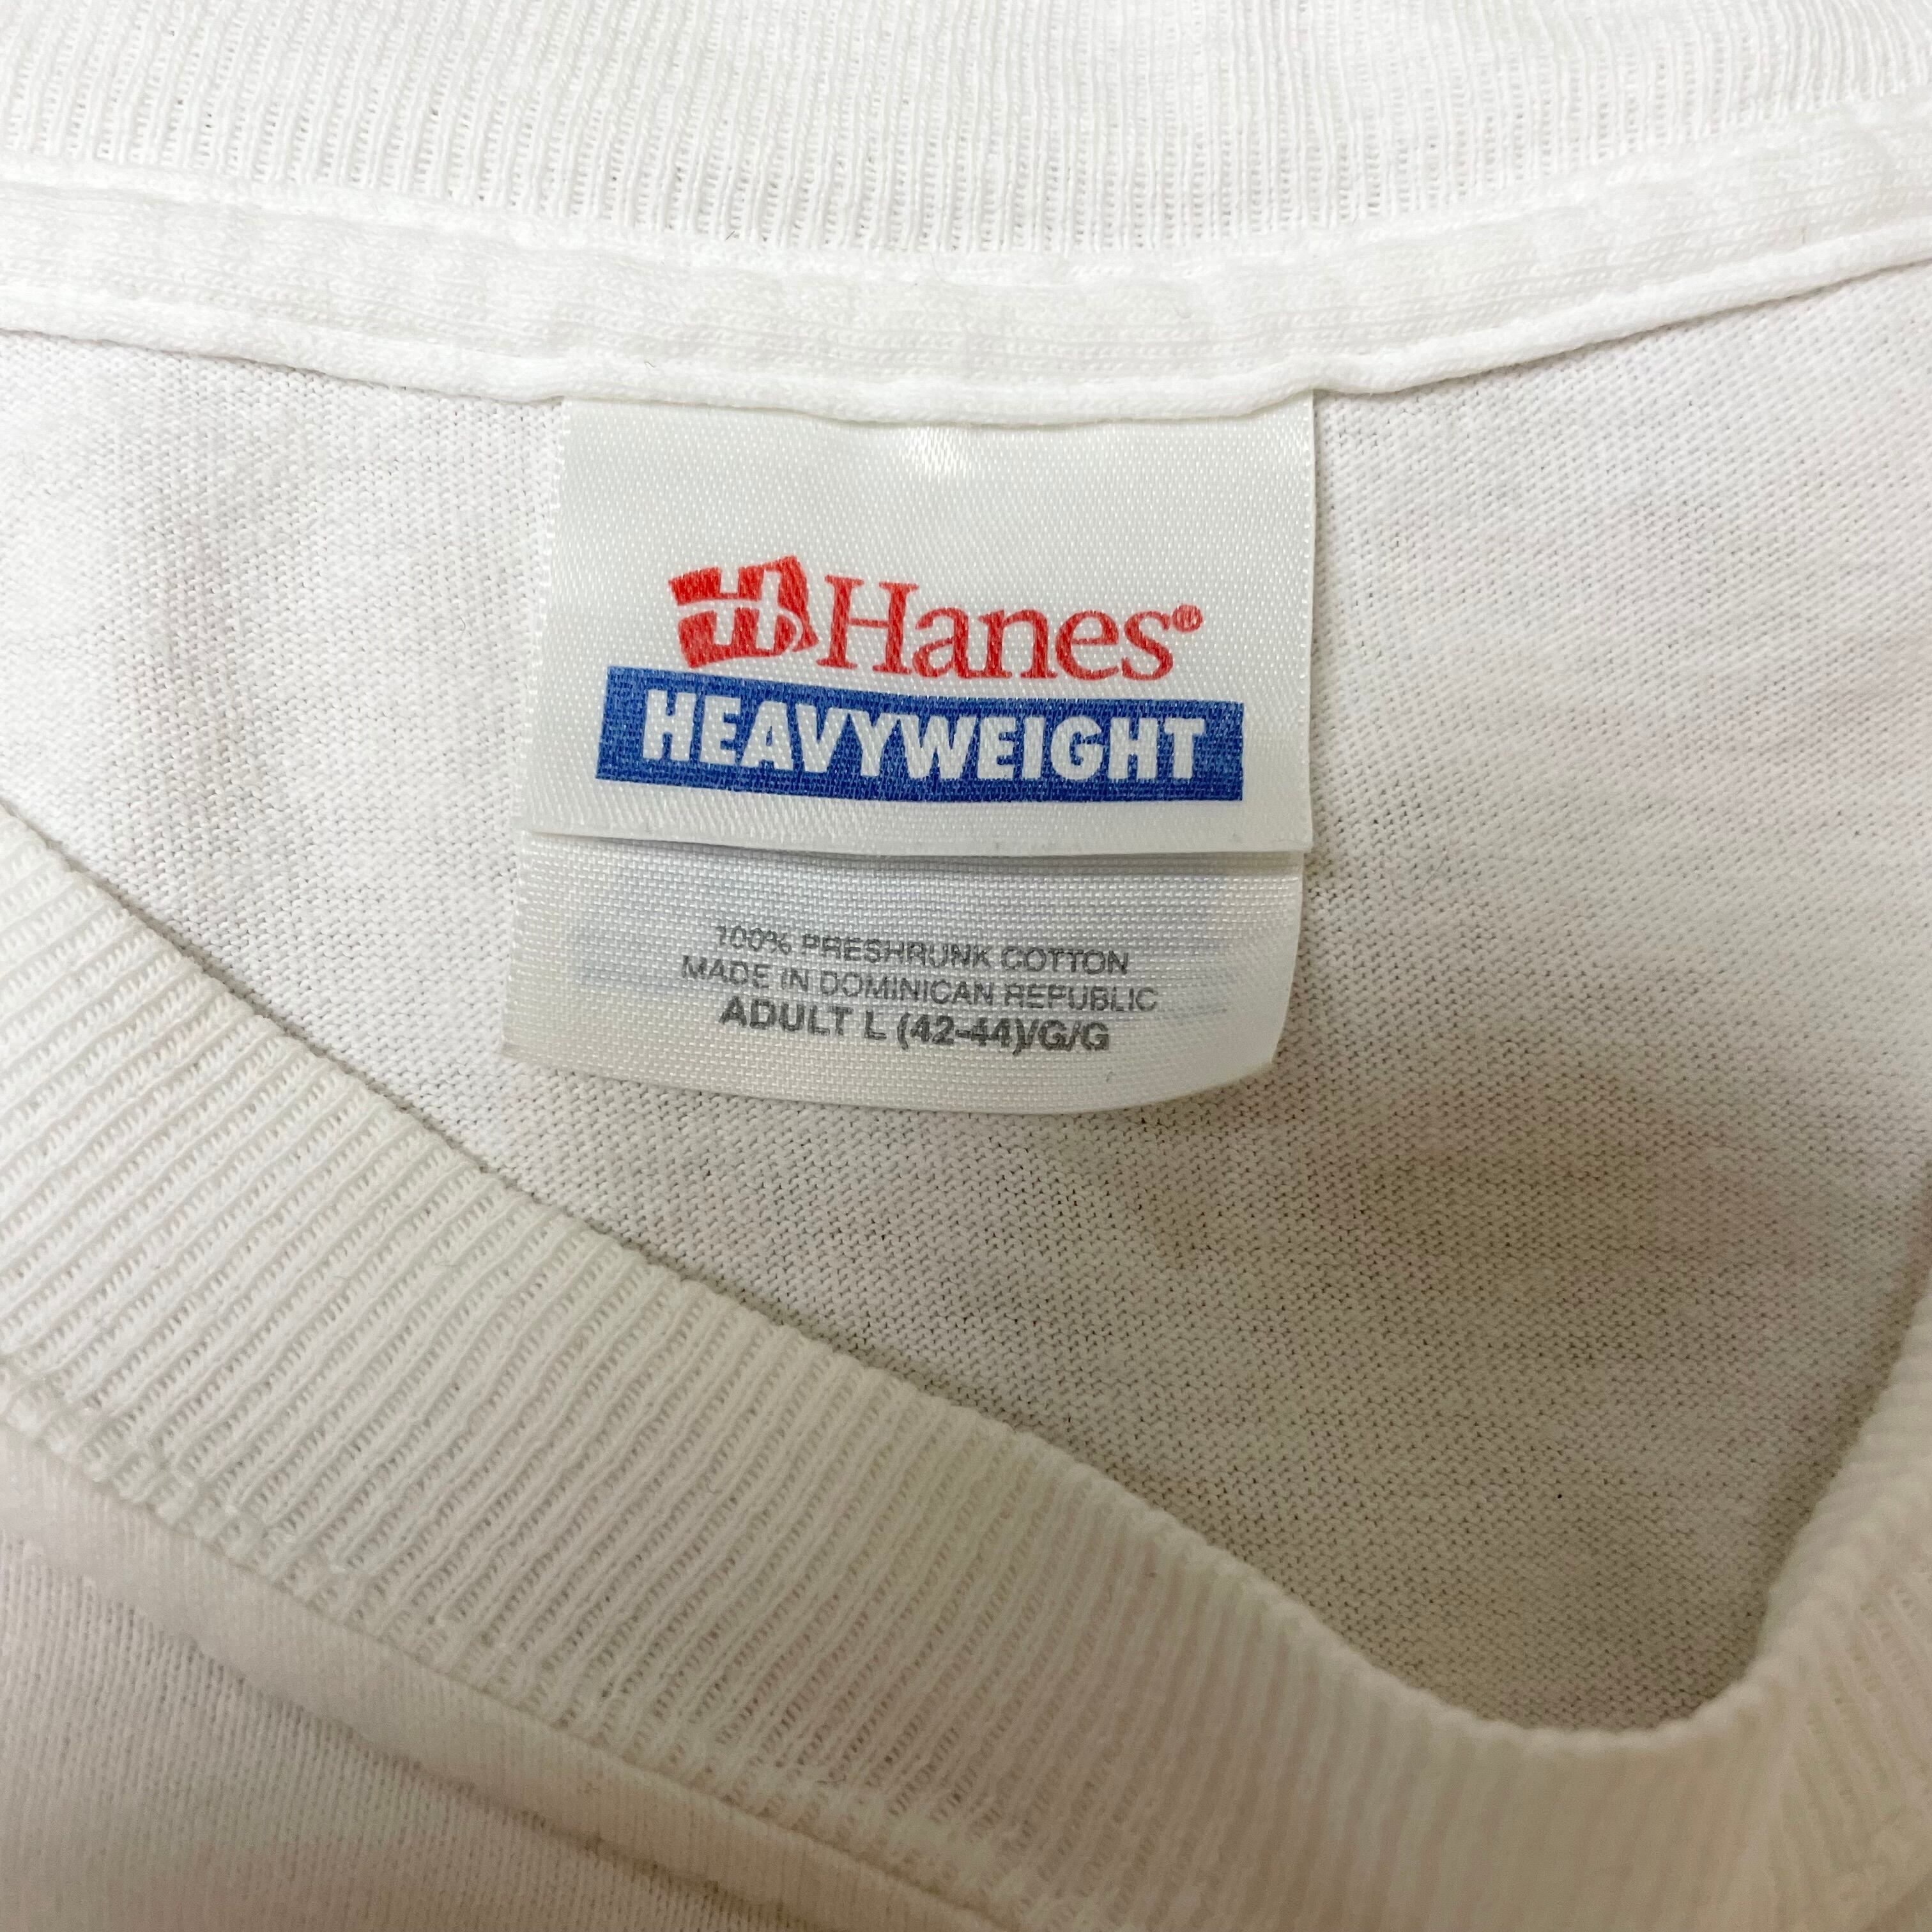 H Hanes®
HEAVYWEIGHT
100% PRESHRUNK COTTON
MADE IN DOMINICAN REPUBLIC
ADULT L (42-44)/G/G